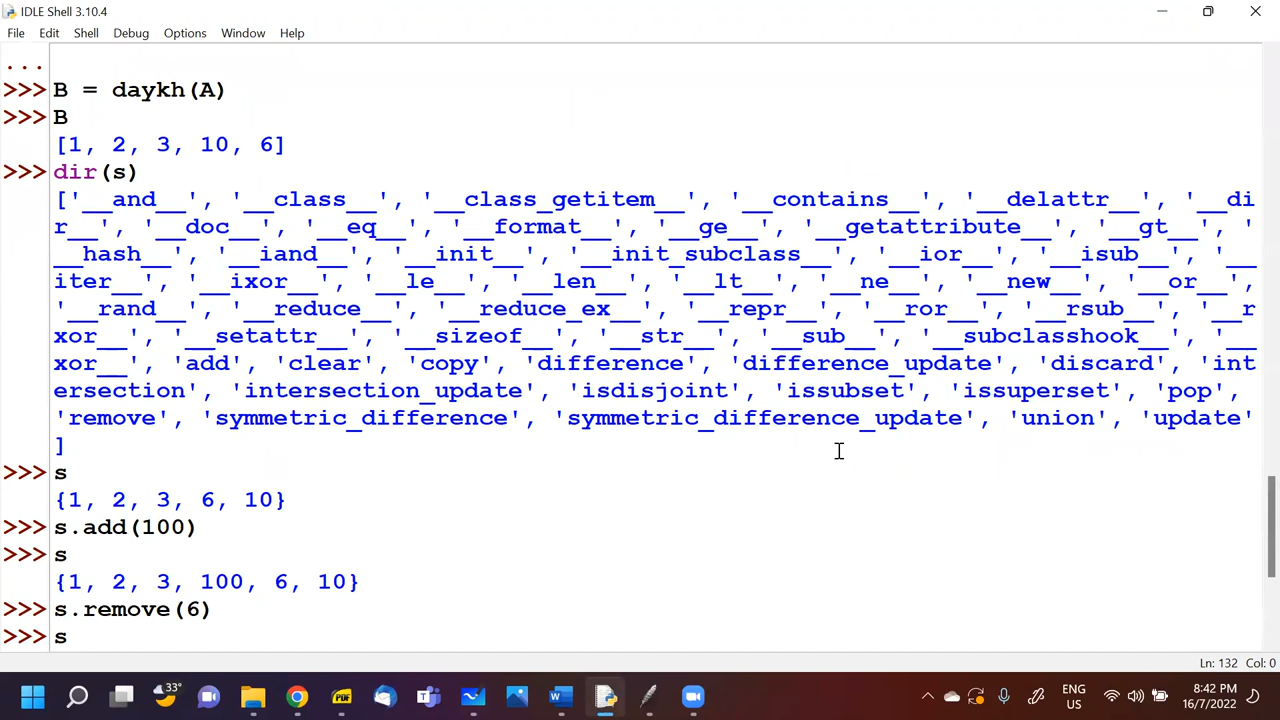 IDLE Shell 3.10.4
File Edit Shell Debug Options Window Help
...
>>> B = daykh(A)
>>> B
[1, 2, 3, 10, 6]
>>> dir(s)
['__and__', '__class__', '__class_getitem__', '__contains__', '__delattr__', '__di
r__', '__doc__', '__eq__', '__format__', '__ge__', '__getattribute__', '__gt__', '
__hash__', '__iand__', '__init__', '__init_subclass__', '__ior__', '__isub__', '__
iter__', '__ixor__', '__le__', '__len__', '__lt__', '__ne__', '__new__', '__or__',
'__rand__', '__reduce__', '__reduce_ex__', '__repr__', '__ror__', '__rsub__', '__r
xor__', '__setattr__', '__sizeof__', '__str__', '__sub__', '__subclasshook__', '__
xor__', 'add', 'clear', 'copy', 'difference', 'difference_update', 'discard', 'int
ersection', 'intersection_update', 'isdisjoint', 'issubset', 'issuperset', 'pop',
'remove', 'symmetric_difference', 'symmetric_difference_update', 'union', 'update'
]
>>> s
{1, 2, 3, 6, 10}
>>> s.add(100)
>>> s
{1, 2, 3, 100, 6, 10}
>>> s.remove(6)
>>> s
Ln: 132 Col: 0
33°
PDF
ENG
US
8:42 PM
16/7/2022